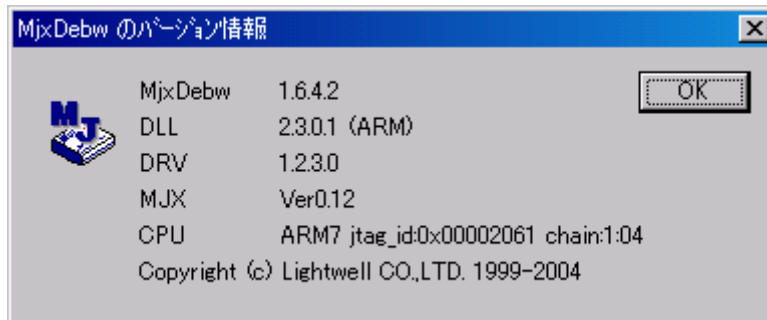 MjxDebw のバージョン情報
MJ
MjxDebw 1.6.4.2
OK
DLL 2.3.0.1 (ARM)
DRV 1.2.3.0
MJX Ver0.12
CPU ARM7 jtag_id:0x00002061 chain:1:04
Copyright (c) Lightwell CO.,LTD. 1999-2004